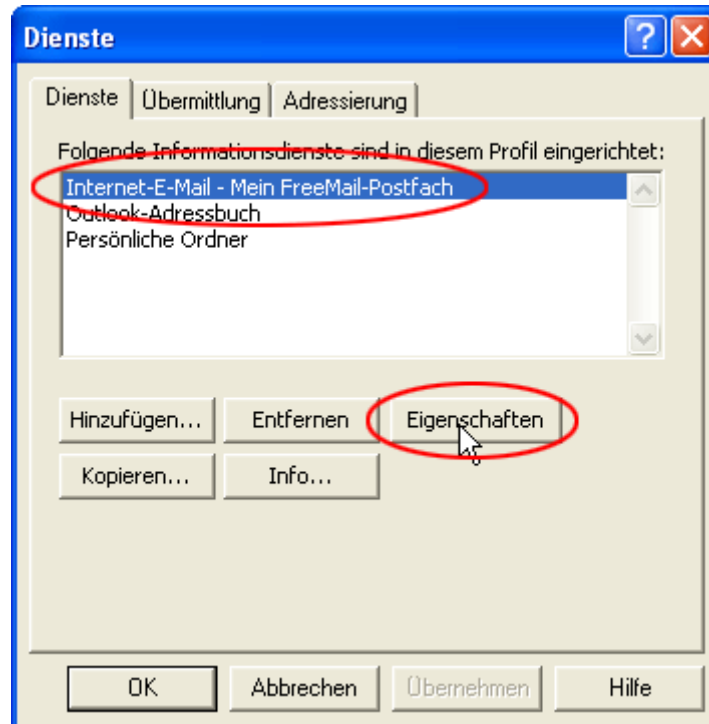 Dienste
Dienste Übermittlung Adressierung
Folgende Informationsdienste sind in diesem Profil eingerichtet:
Internet-E-Mail - Mein FreeMail-Postfach
Outlook-Adressbuch
Persönliche Ordner
Hinzufügen... Entfernen Eigenschaften
Kopieren... Info...
OK Abbrechen Übernehmen Hilfe